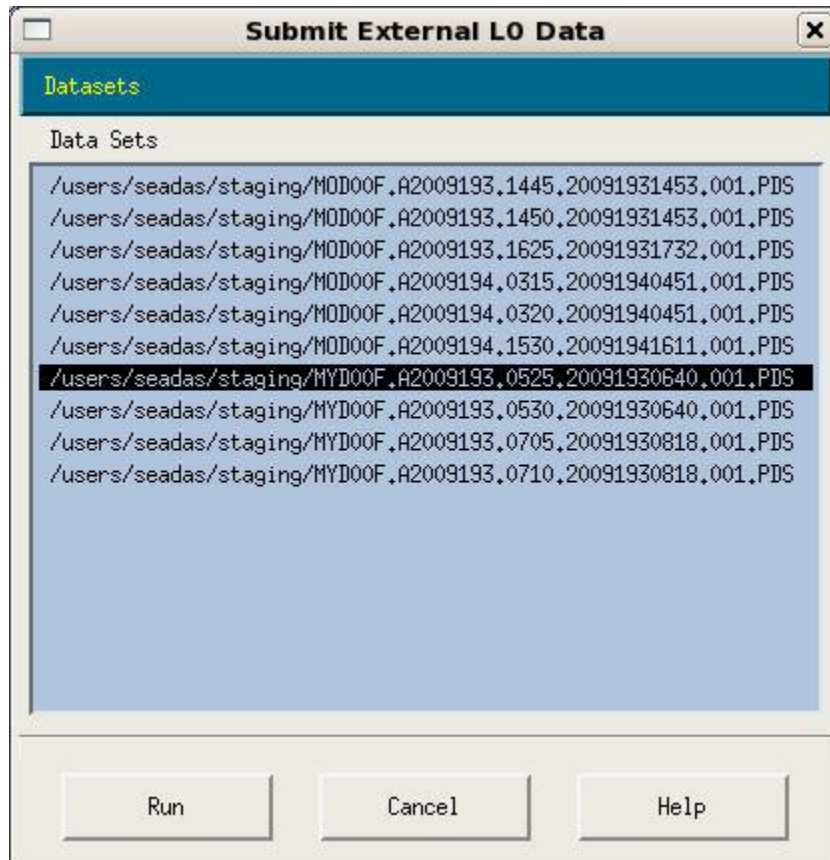 Submit External L0 Data
Datasets
Data Sets
/users/seadas/staging/MOD00F.A2009193.1445.20091931453.001.PDS
/users/seadas/staging/MOD00F.A2009193.1450.20091931453.001.PDS
/users/seadas/staging/MOD00F.A2009193.1625.20091931732.001.PDS
/users/seadas/staging/MOD00F.A2009194.0315.20091940451.001.PDS
/users/seadas/staging/MOD00F.A2009194.0320.20091940451.001.PDS
/users/seadas/staging/MOD00F.A2009194.1530.20091941611.001.PDS
/users/seadas/staging/MYD00F.A2009193.0525.20091930640.001.PDS
/users/seadas/staging/MYD00F.A2009193.0530.20091930640.001.PDS
/users/seadas/staging/MYD00F.A2009193.0705.20091930818.001.PDS
/users/seadas/staging/MYD00F.A2009193.0710.20091930818.001.PDS
Run Cancel Help